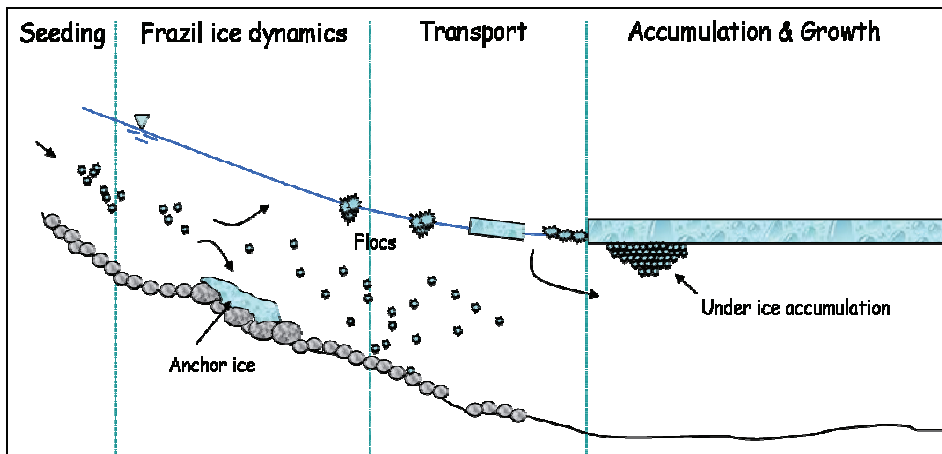 Seeding
Frazil ice dynamics
Transport
Accumulation & Growth
Flocs
Under ice accumulation
Anchor ice